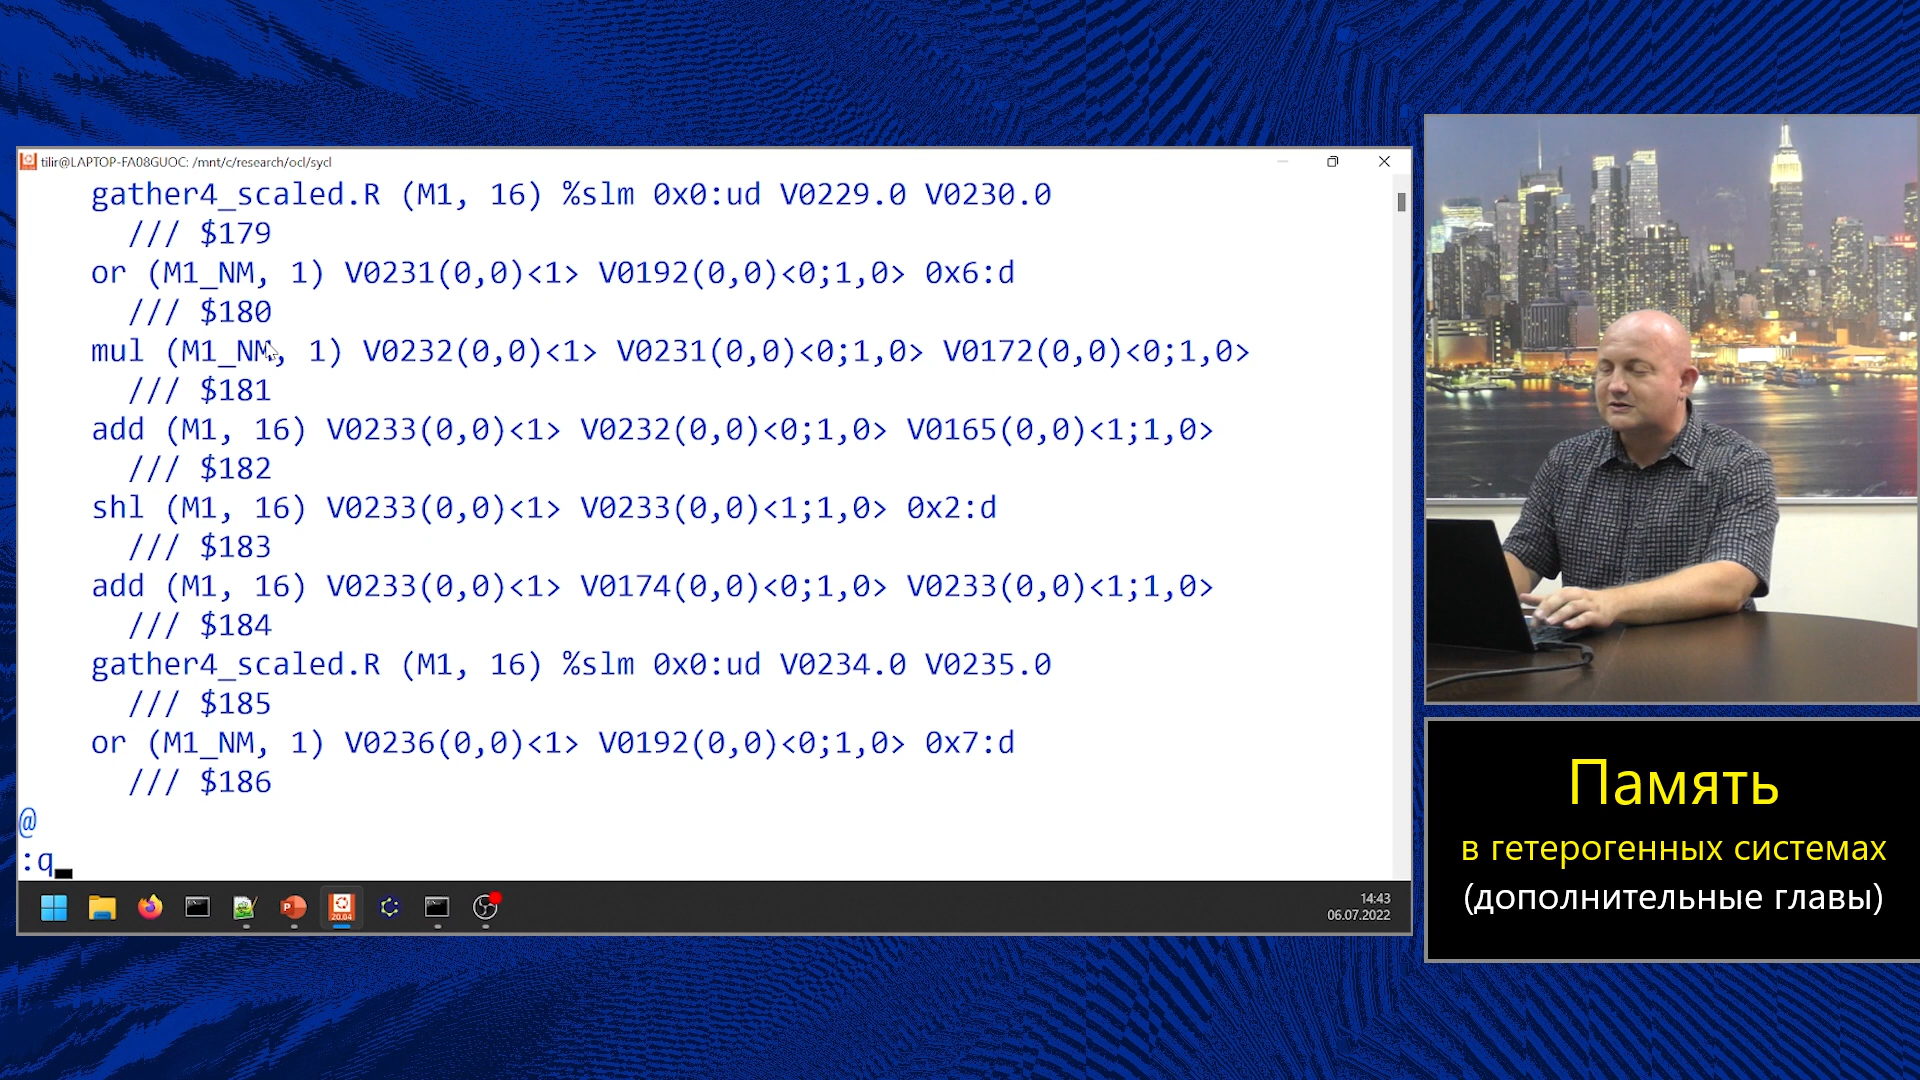 tilir@LAPTOP-FA08GUOC: /mnt/c/research/ocl/sycl
gather4_scaled.R (M1, 16) %slm 0x0:ud V0229.0 V0230.0
/// $179
or (M1_NM, 1) V0231(0,0)<1> V0192(0,0)<0;1,0> 0x6:d
/// $180
mul (M1_NM, 1) V0232(0,0)<1> V0231(0,0)<0;1,0> V0172(0,0)<0;1,0>
/// $181
add (M1, 16) V0233(0,0)<1> V0232(0,0)<0;1,0> V0165(0,0)<1;1,0>
/// $182
shl (M1, 16) V0233(0,0)<1> V0233(0,0)<1;1,0> 0x2:d
/// $183
add (M1, 16) V0233(0,0)<1> V0174(0,0)<0;1,0> V0233(0,0)<1;1,0>
/// $184
gather4_scaled.R (M1, 16) %slm 0x0:ud V0234.0 V0235.0
/// $185
or (M1_NM, 1) V0236(0,0)<1> V0192(0,0)<0;1,0> 0x7:d
/// $186
@
:q
20.04
14:43
06.07.2022
Память
в гетерогенных системах
(дополнительные главы)